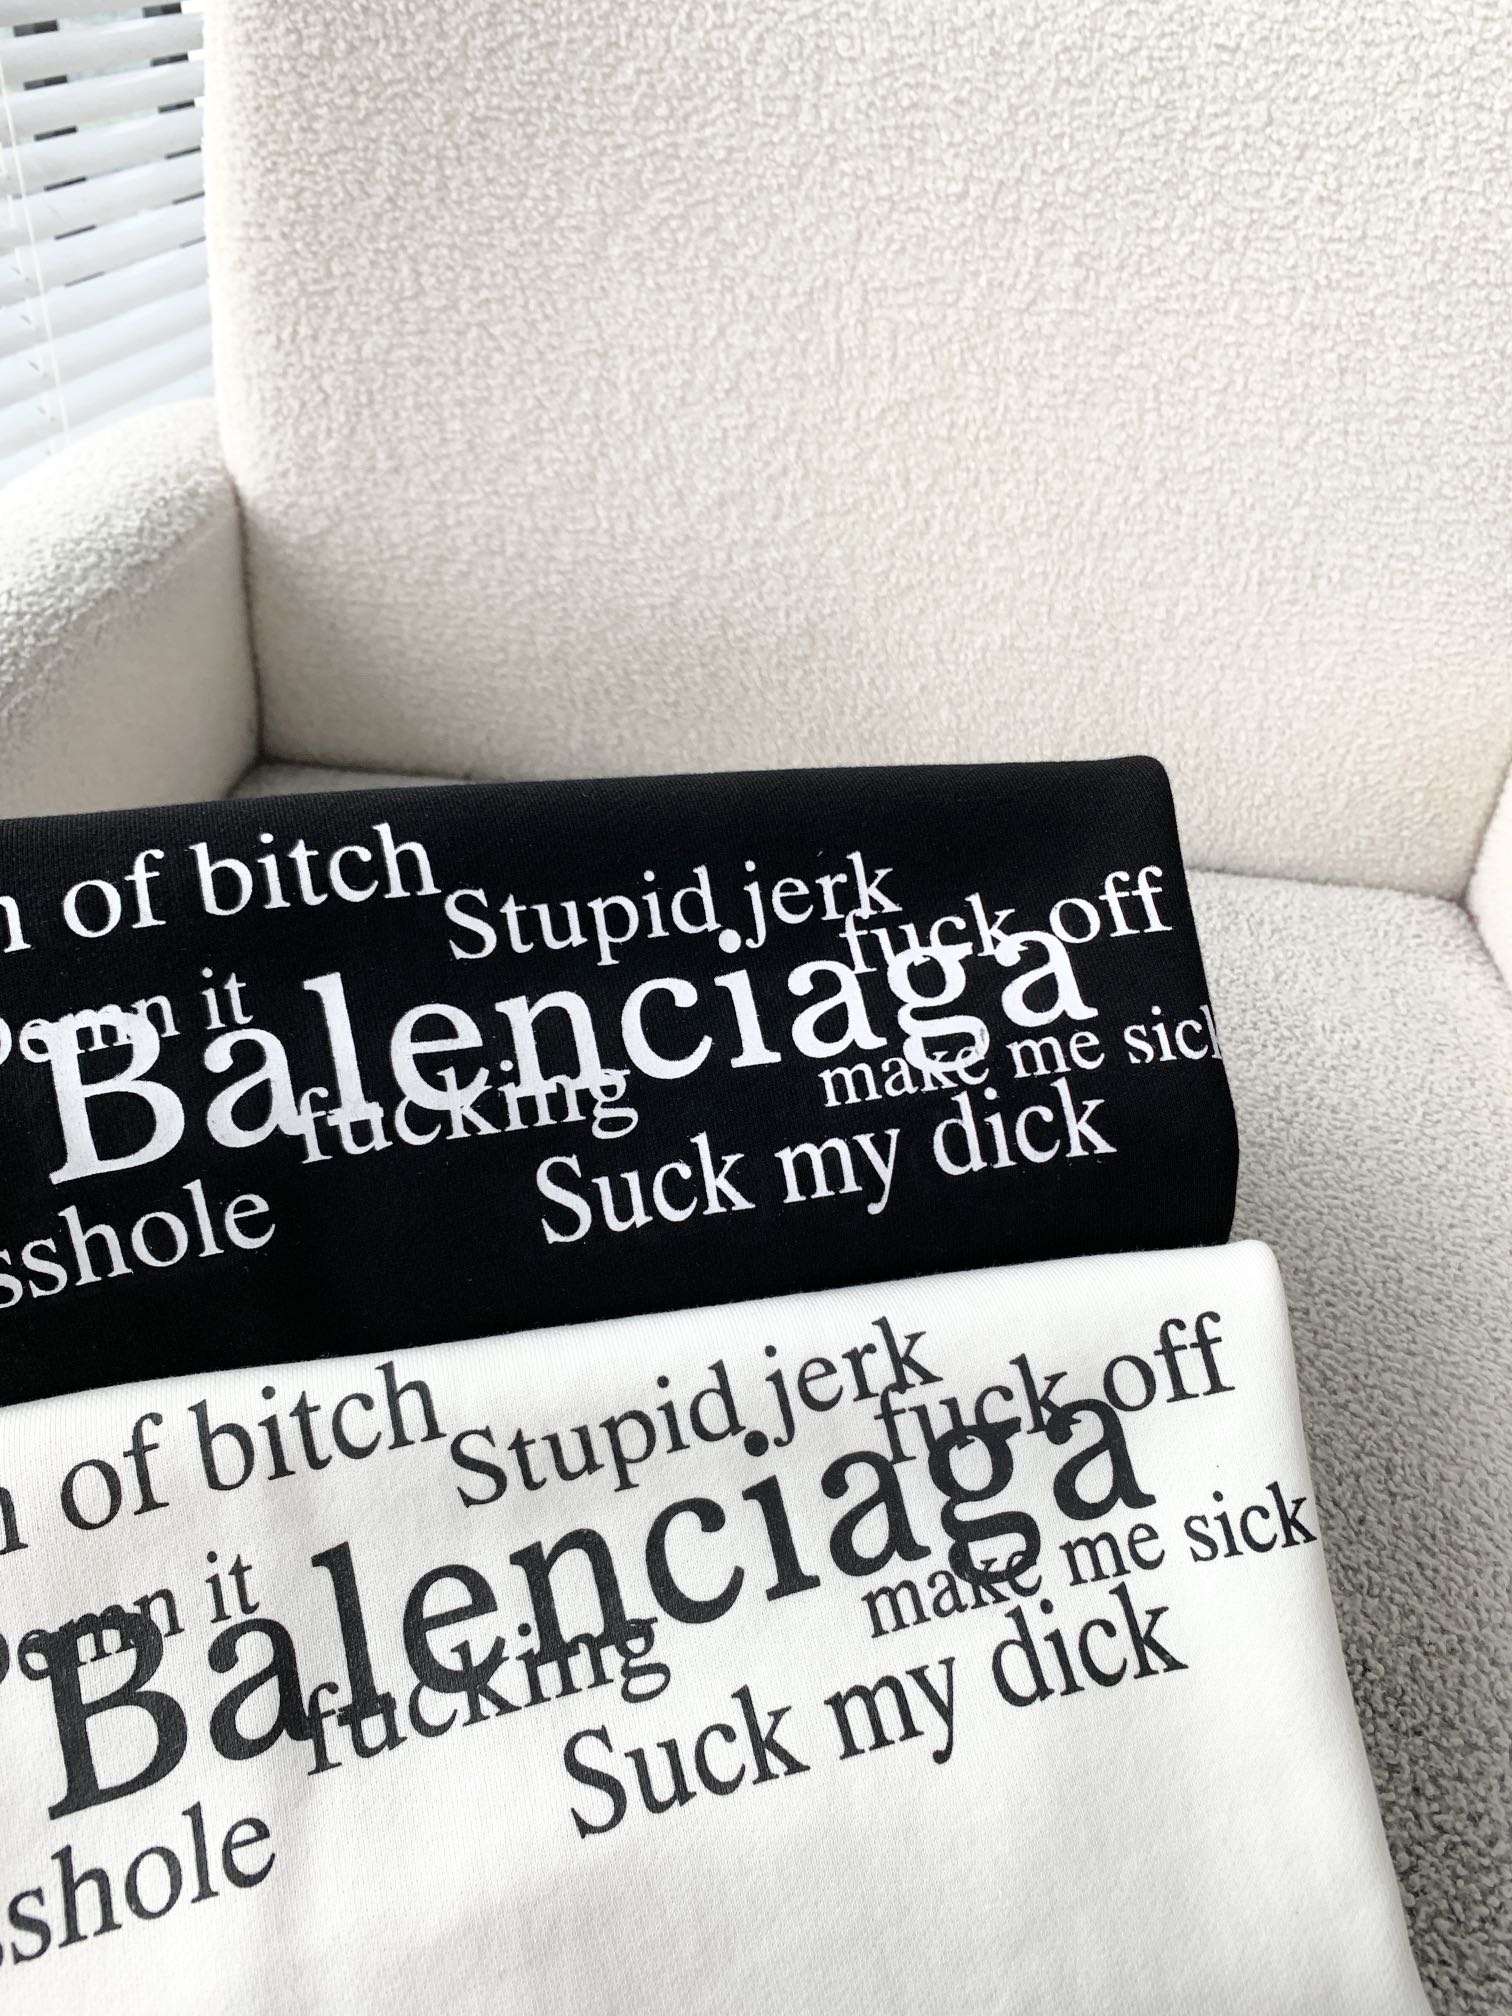 of bitch
Stupid jerk
fuck off
it
Balenciaga
fucking
make me
Suck my dick
of bitch
Stupid jerk
fuck off
it
Balenciaga
fucking
make me sick
Suck my dick